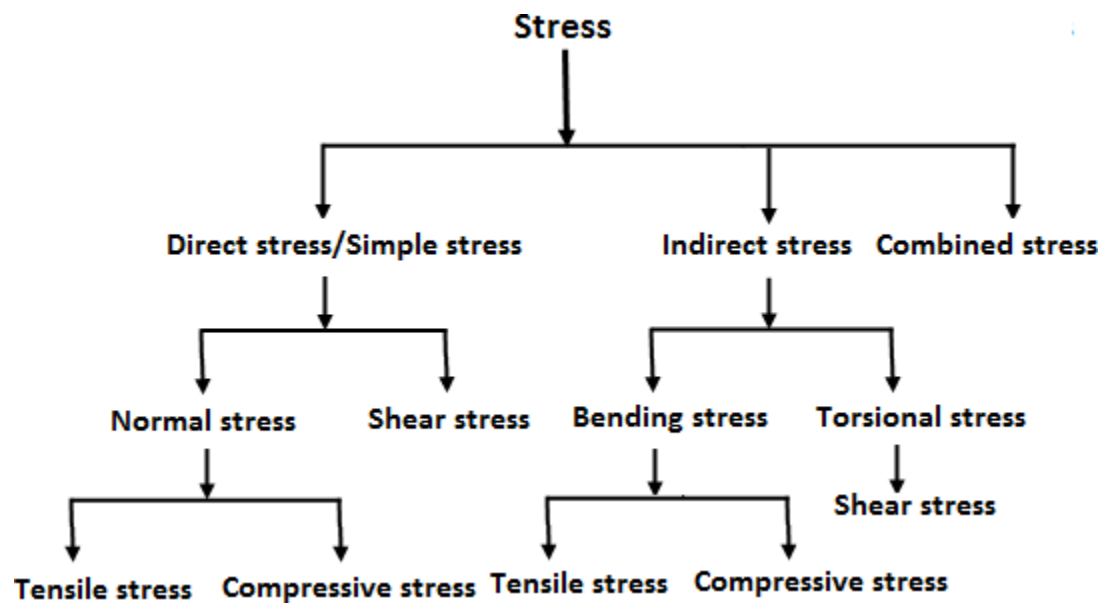 Stress
Direct stress/Simple stress
Indirect stress
Combined stress
Normal stress
Shear stress
Bending stress
Torsional stress
Shear stress
Tensile stress
Compressive stress
Tensile stress
Compressive stress